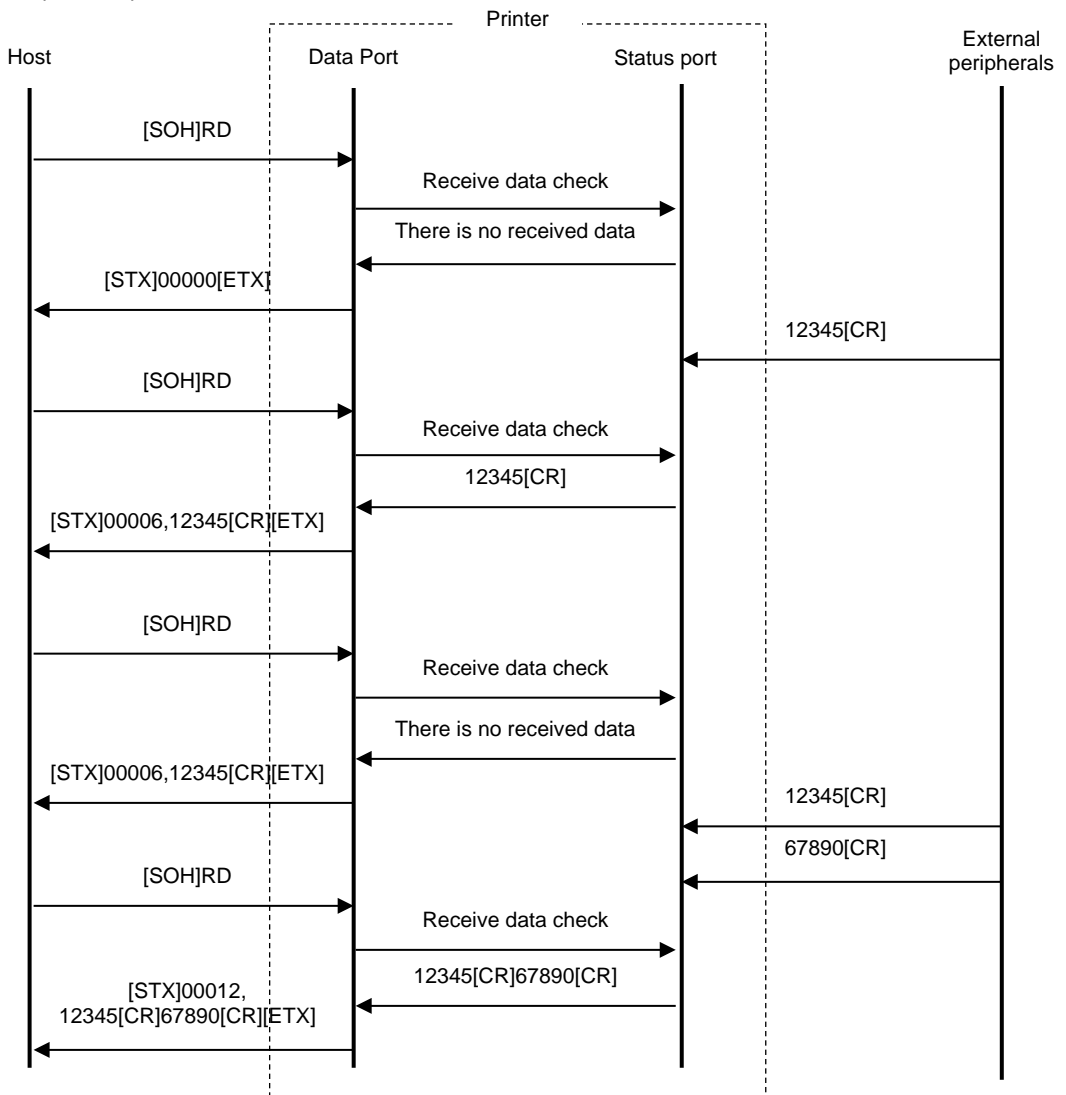 Printer
Host
Data Port
Status port
External
peripherals
[SOH]RD
Receive data check
There is no received data
[STX]00000[ETX]
12345[CR]
[SOH]RD
Receive data check
12345[CR]
[STX]00006,12345[CR][ETX]
[SOH]RD
Receive data check
There is no received data
[STX]00006,12345[CR][ETX]
12345[CR]
67890[CR]
[SOH]RD
Receive data check
12345[CR]67890[CR]
[STX]00012,
12345[CR]67890[CR][ETX]